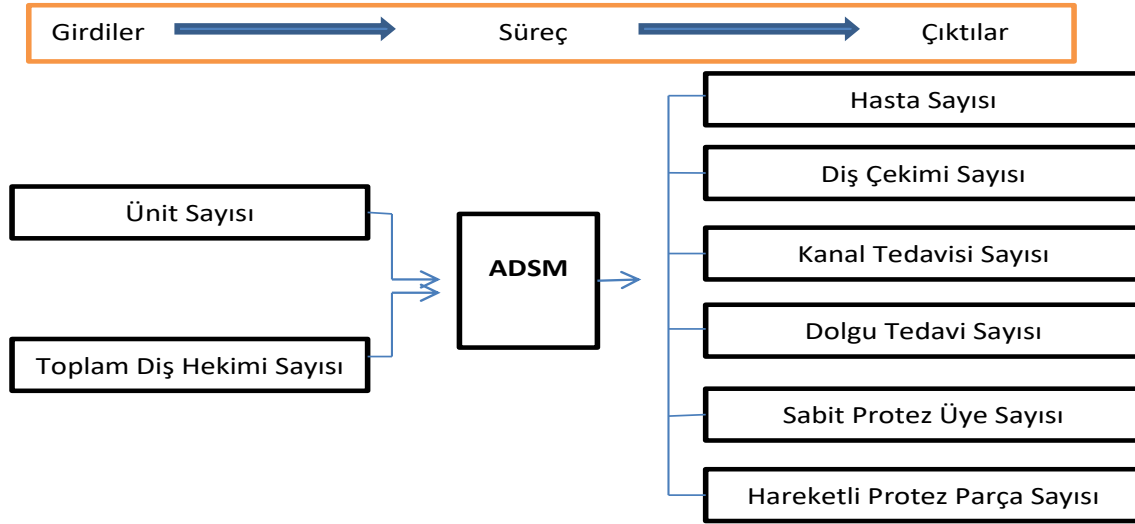 Girdiler Süreç Çıktılar
Ünit Sayısı
Toplam Diş Hekimi Sayısı
ADSM
Hasta Sayısı
Diş Çekimi Sayısı
Kanal Tedavisi Sayısı
Dolgu Tedavi Sayısı
Sabit Protez Üye Sayısı
Hareketli Protez Parça Sayısı